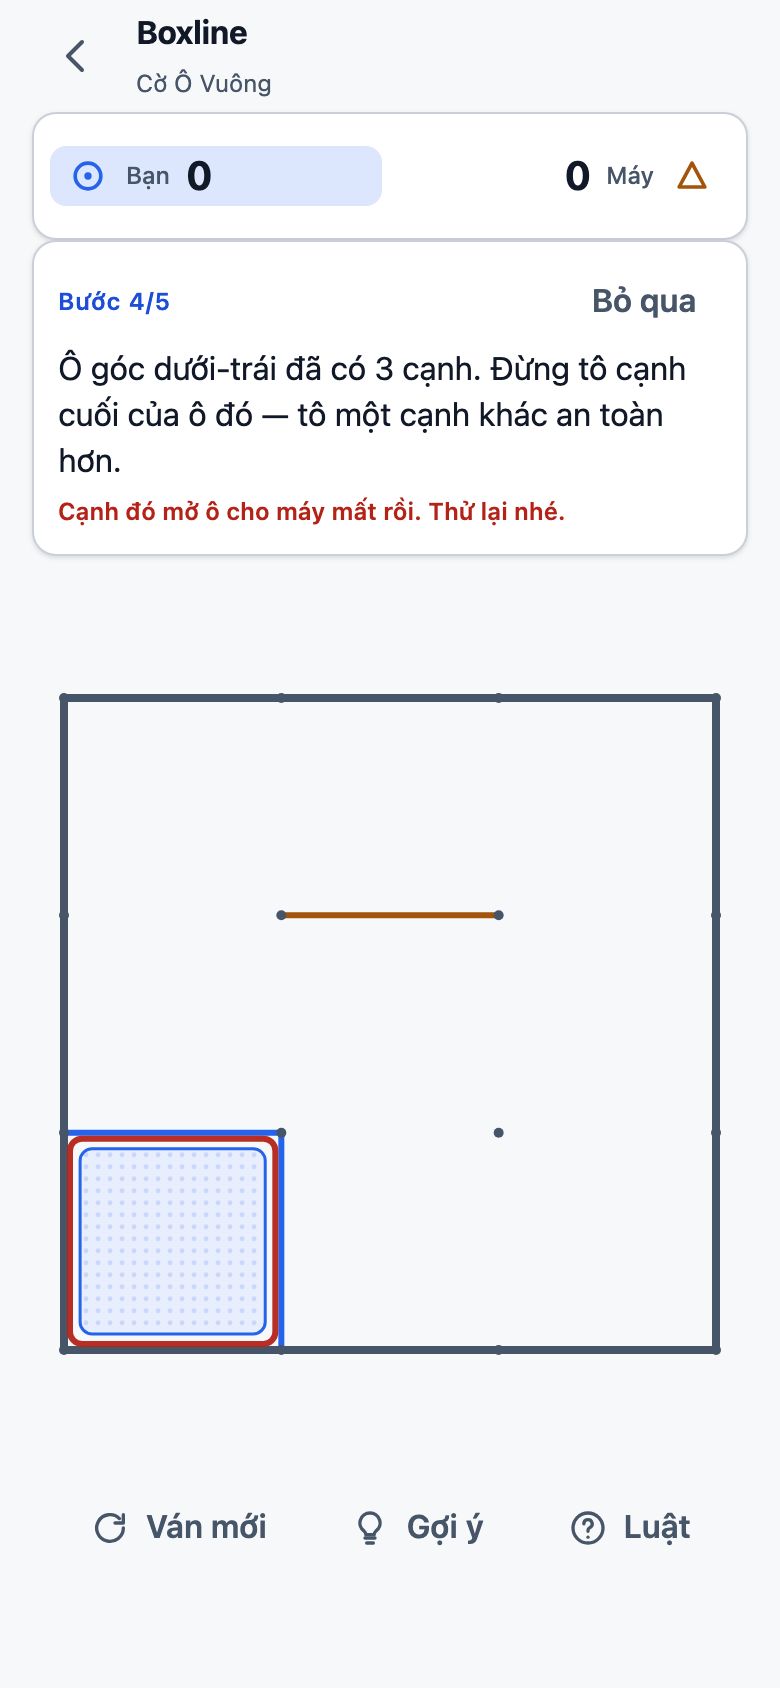 Boxline
Cờ Ô Vuông
Bạn 0
0 Máy
Bước 4/5
Bỏ qua
Ô góc dưới-trái đã có 3 cạnh. Đừng tô cạnh
cuối của ô đó — tô một cạnh khác an toàn
hơn.
Cạnh đó mở ô cho máy mất rồi. Thử lại nhé.
Ván mới
Gợi ý
Luật